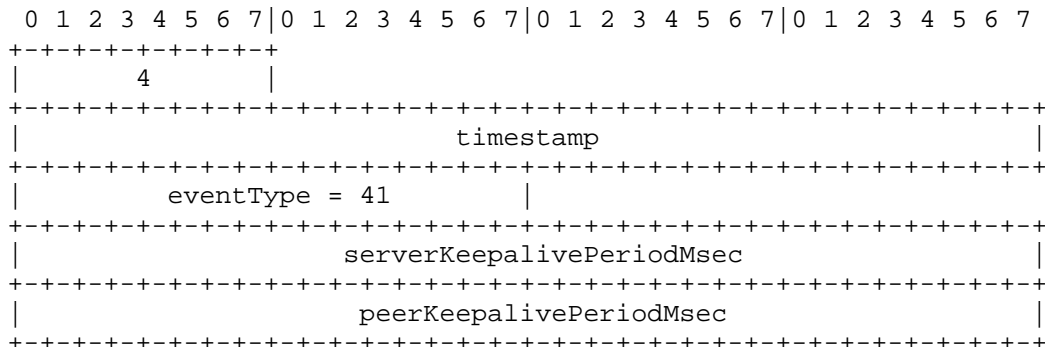 0 1 2 3 4 5 6 7|0 1 2 3 4 5 6 7|0 1 2 3 4 5 6 7|0 1 2 3 4 5 6 7
+-+-+-+-+-+-+-+-+
|       4       |
+-+-+-+-+-+-+-+-+-+-+-+-+-+-+-+-+-+-+-+-+-+-+-+-+-+-+-+-+-+-+-+-+
|                           timestamp                           |
+-+-+-+-+-+-+-+-+-+-+-+-+-+-+-+-+-+-+-+-+-+-+-+-+-+-+-+-+-+-+-+-+
|         eventType = 41        |
+-+-+-+-+-+-+-+-+-+-+-+-+-+-+-+-+-+-+-+-+-+-+-+-+-+-+-+-+-+-+-+-+
|                    serverKeepalivePeriodMsec                  |
+-+-+-+-+-+-+-+-+-+-+-+-+-+-+-+-+-+-+-+-+-+-+-+-+-+-+-+-+-+-+-+-+
|                     peerKeepalivePeriodMsec                   |
+-+-+-+-+-+-+-+-+-+-+-+-+-+-+-+-+-+-+-+-+-+-+-+-+-+-+-+-+-+-+-+-+